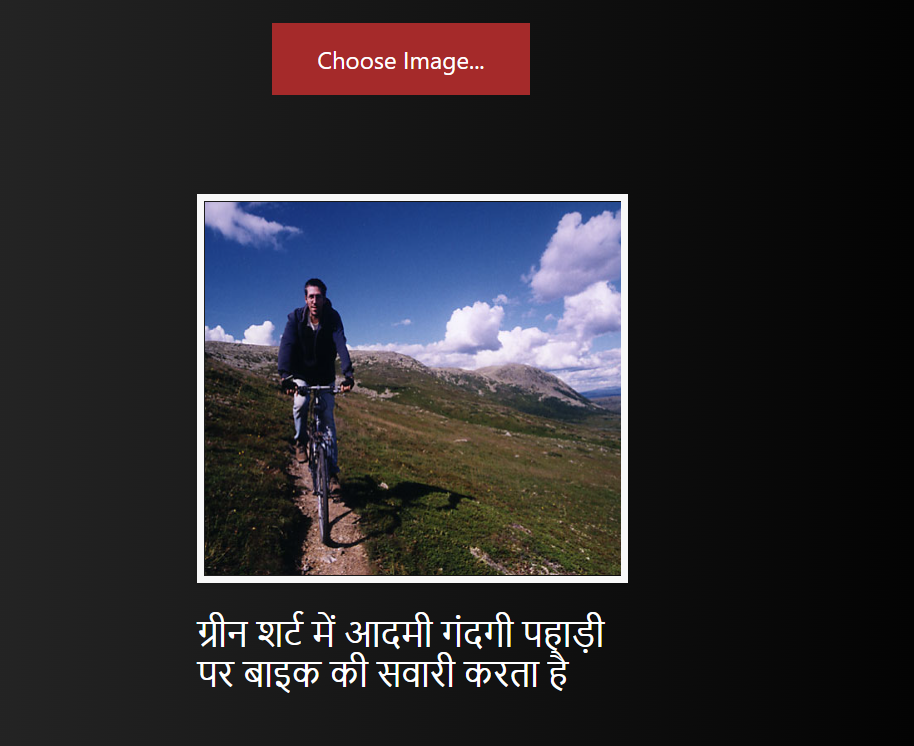 Choose Image...
ग्रीन शर्ट में आदमी गंदगी पहाड़ी
पर बाइक की सवारी करता है